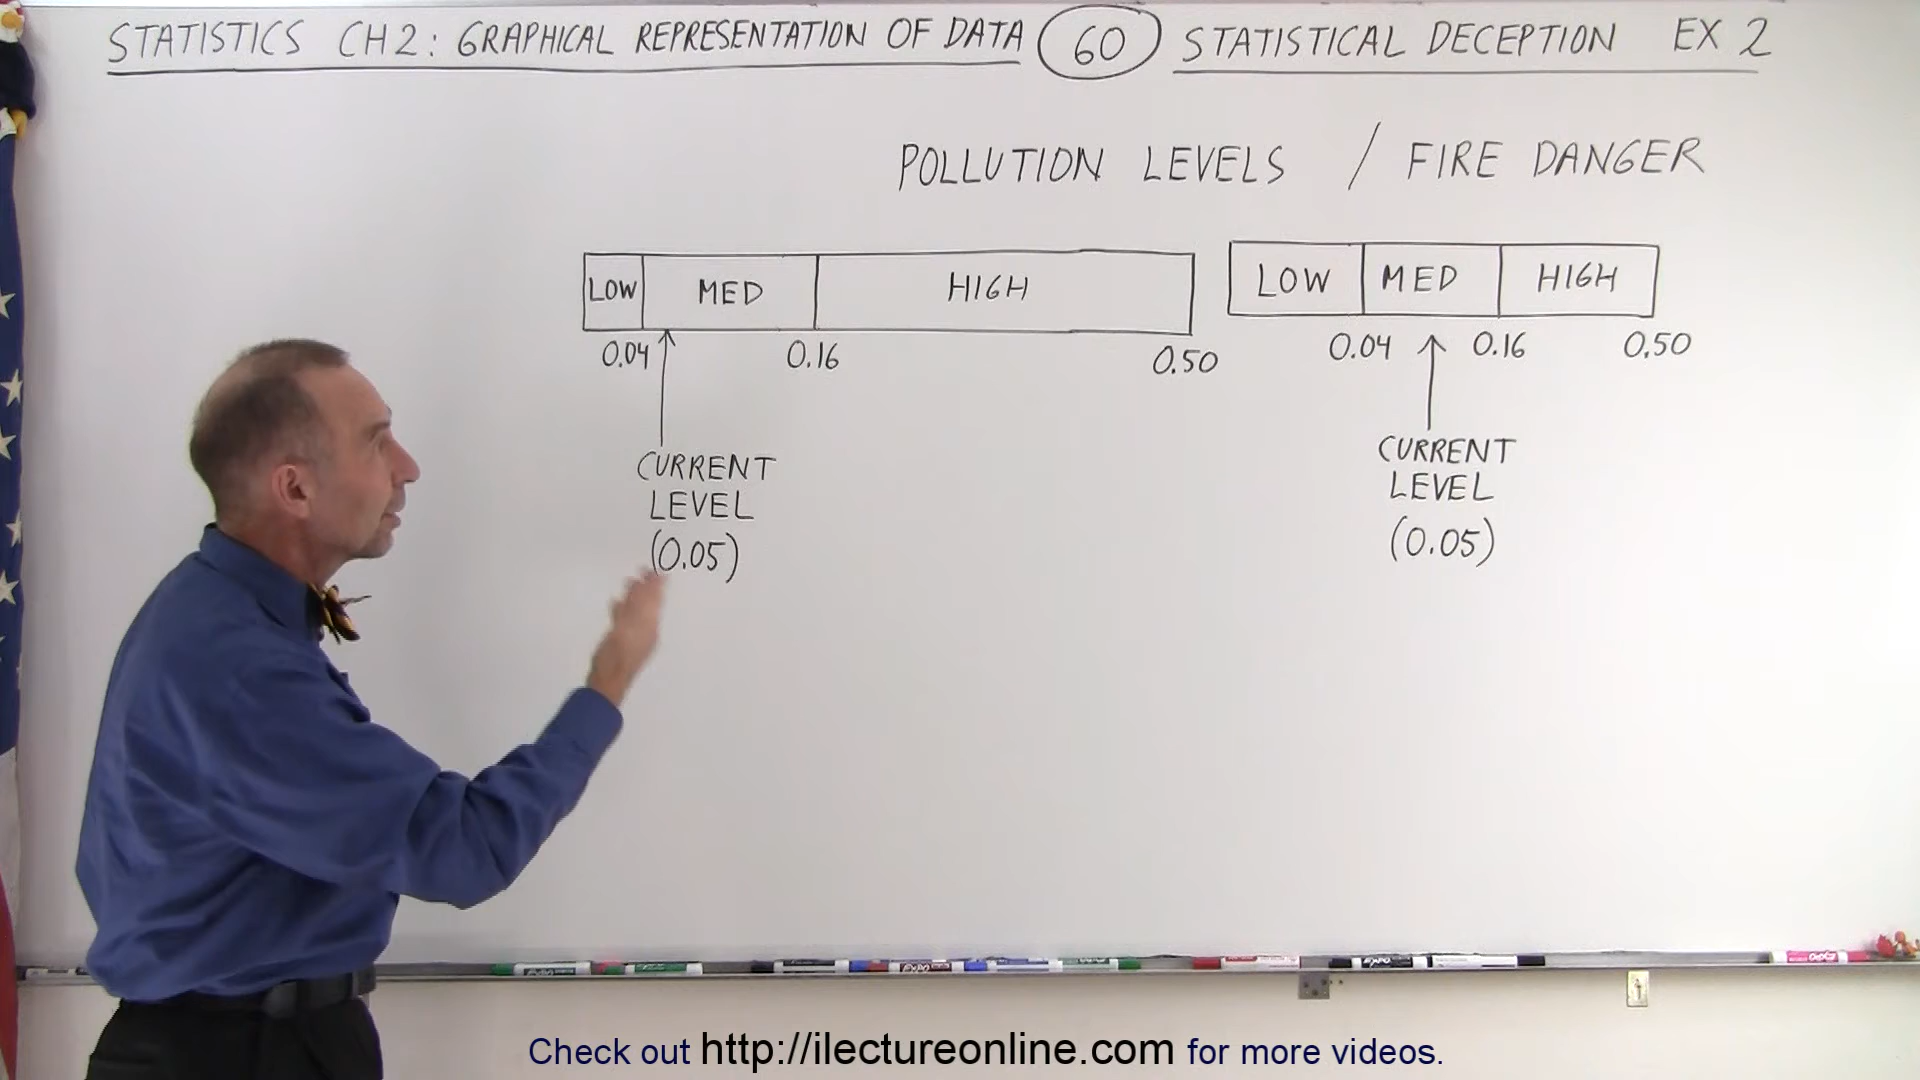 STATISTICS CH2: GRAPHICAL REPRESENTATION OF DATA 60 STATISTICAL DECEPTION EX 2
POLLUTION LEVELS / FIRE DANGER
LOW MED HIGH
0.04 0.16 0.50
CURRENT
LEVEL
(0.05)
LOW MED HIGH
0.04 0.16 0.50
CURRENT
LEVEL
(0.05)
EXPO
Check out http://ilectureonline.com for more videos.